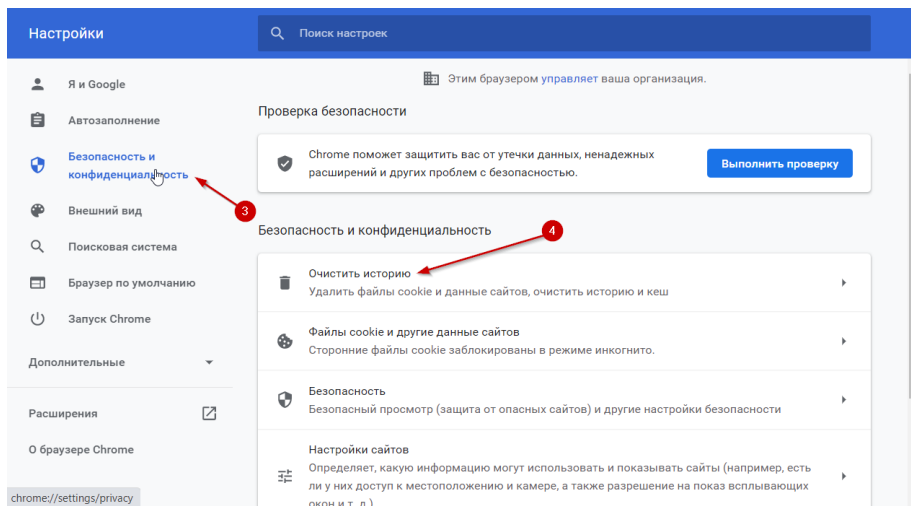 Настройки
Поиск настроек
Я и Google
Автозаполнение
Безопасность и
конфиденциальность
Внешний вид
Поисковая система
Браузер по умолчанию
Запуск Chrome
Дополнительные
Расширения
О браузере Chrome
chrome://settings/privacy
3
Этим браузером управляет ваша организация.
Проверка безопасности
Chrome поможет защитить вас от утечки данных, ненадежных
расширений и других проблем с безопасностью.
Выполнить проверку
Безопасность и конфиденциальность
4
Очистить историю
Удалить файлы cookie и данные сайтов, очистить историю и кеш
Файлы cookie и другие данные сайтов
Сторонние файлы cookie заблокированы в режиме инкогнито.
Безопасность
Безопасный просмотр (защита от опасных сайтов) и другие настройки безопасности
Настройки сайтов
Определяет, какую информацию могут использовать и показывать сайты (например, есть
ли у них доступ к местоположению и камере, а также разрешение на показ всплывающих
окон и т. д.)